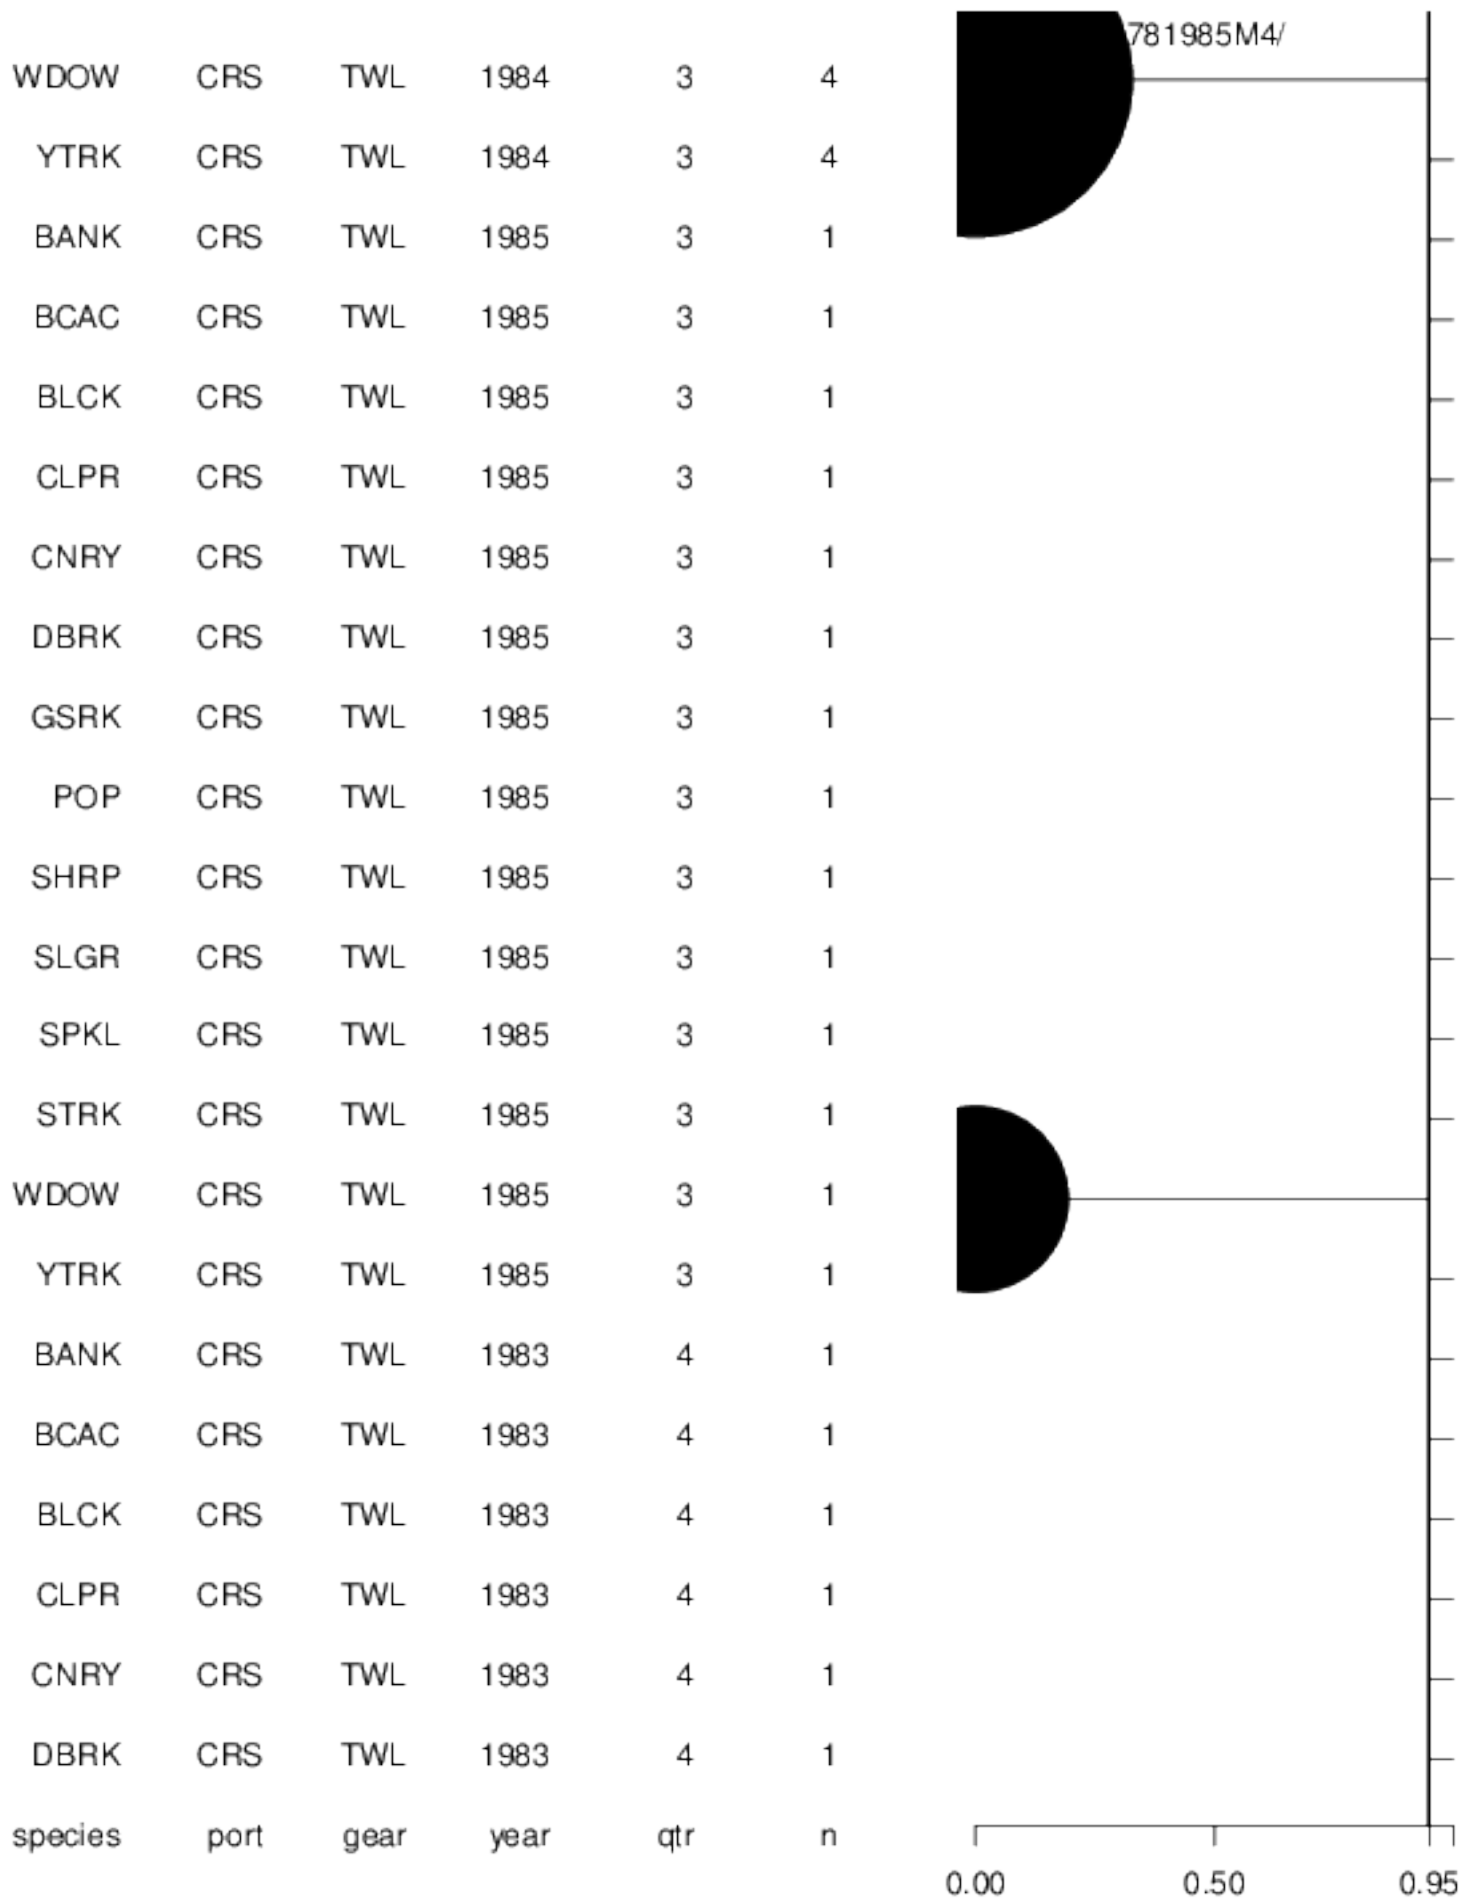 781985M4/
WDOW CRS TWL 1984 3 4
YTRK CRS TWL 1984 3 4
BANK CRS TWL 1985 3 1
BCAC CRS TWL 1985 3 1
BLCK CRS TWL 1985 3 1
CLPR CRS TWL 1985 3 1
CNRY CRS TWL 1985 3 1
DBRK CRS TWL 1985 3 1
GSRK CRS TWL 1985 3 1
POP CRS TWL 1985 3 1
SHRP CRS TWL 1985 3 1
SLGR CRS TWL 1985 3 1
SPKL CRS TWL 1985 3 1
STRK CRS TWL 1985 3 1
WDOW CRS TWL 1985 3 1
YTRK CRS TWL 1985 3 1
BANK CRS TWL 1983 4 1
BCAC CRS TWL 1983 4 1
BLCK CRS TWL 1983 4 1
CLPR CRS TWL 1983 4 1
CNRY CRS TWL 1983 4 1
DBRK CRS TWL 1983 4 1
species port gear year qtr n
0.00 0.50 0.95